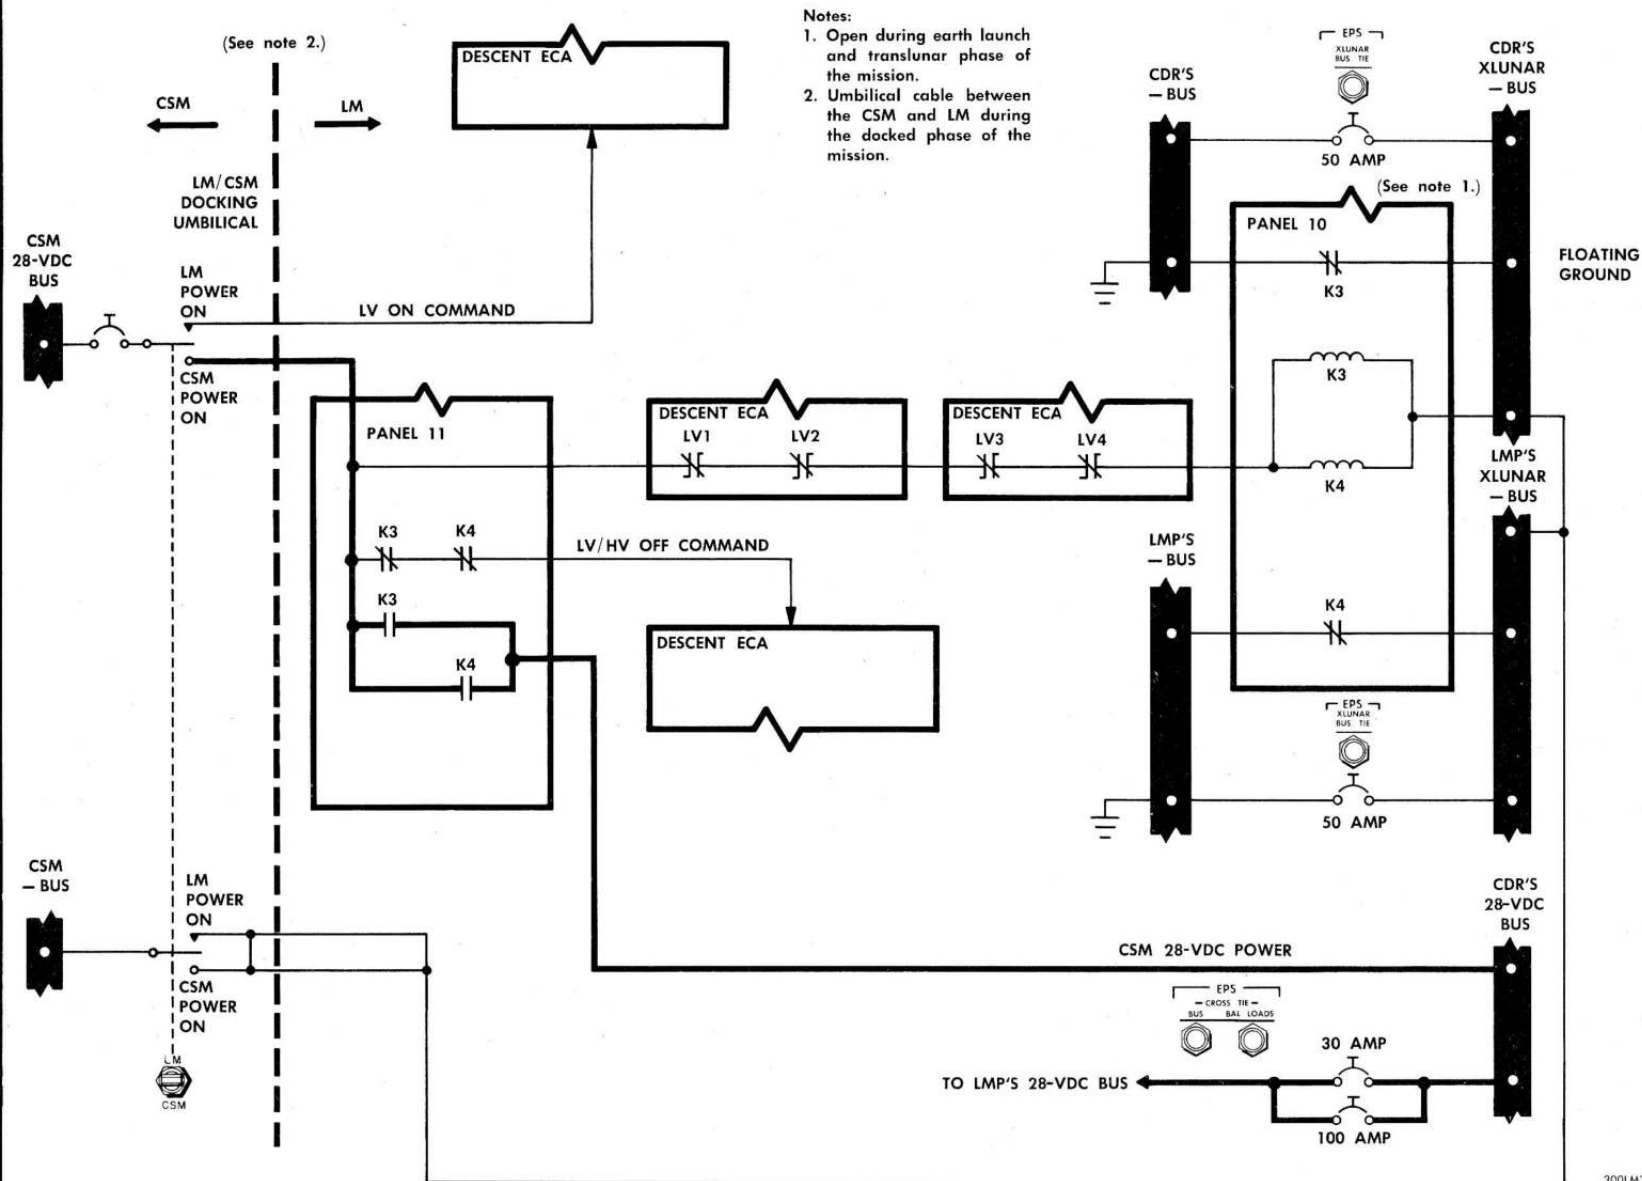 (See note 2.)
CSM
LM
DESCENT ECA
Notes:
1. Open during earth launch
and translunar phase of
the mission.
2. Umbilical cable between
the CSM and LM during
the docked phase of the
mission.
EPS
XLUNAR
BUS TIE
CDR'S
— BUS
CDR'S
XLUNAR
— BUS
50 AMP
(See note 1.)
PANEL 10
K3
FLOATING
GROUND
LM/CSM
DOCKING
UMBILICAL
CSM
28-VDC
BUS
LM
POWER
ON
LV ON COMMAND
CSM
POWER
ON
PANEL 11
DESCENT ECA
LV1
LV2
DESCENT ECA
LV3
LV4
K3
K4
LMP'S
XLUNAR
— BUS
K3
K4
LV/HV OFF COMMAND
K3
K4
DESCENT ECA
LMP'S
— BUS
K4
EPS
XLUNAR
BUS TIE
50 AMP
CSM
— BUS
LM
POWER
ON
CSM
POWER
ON
LM
CSM
CDR'S
28-VDC
BUS
CSM 28-VDC POWER
EPS
— CROSS TIE —
BUS BAL LOADS
30 AMP
TO LMP'S 28-VDC BUS
100 AMP